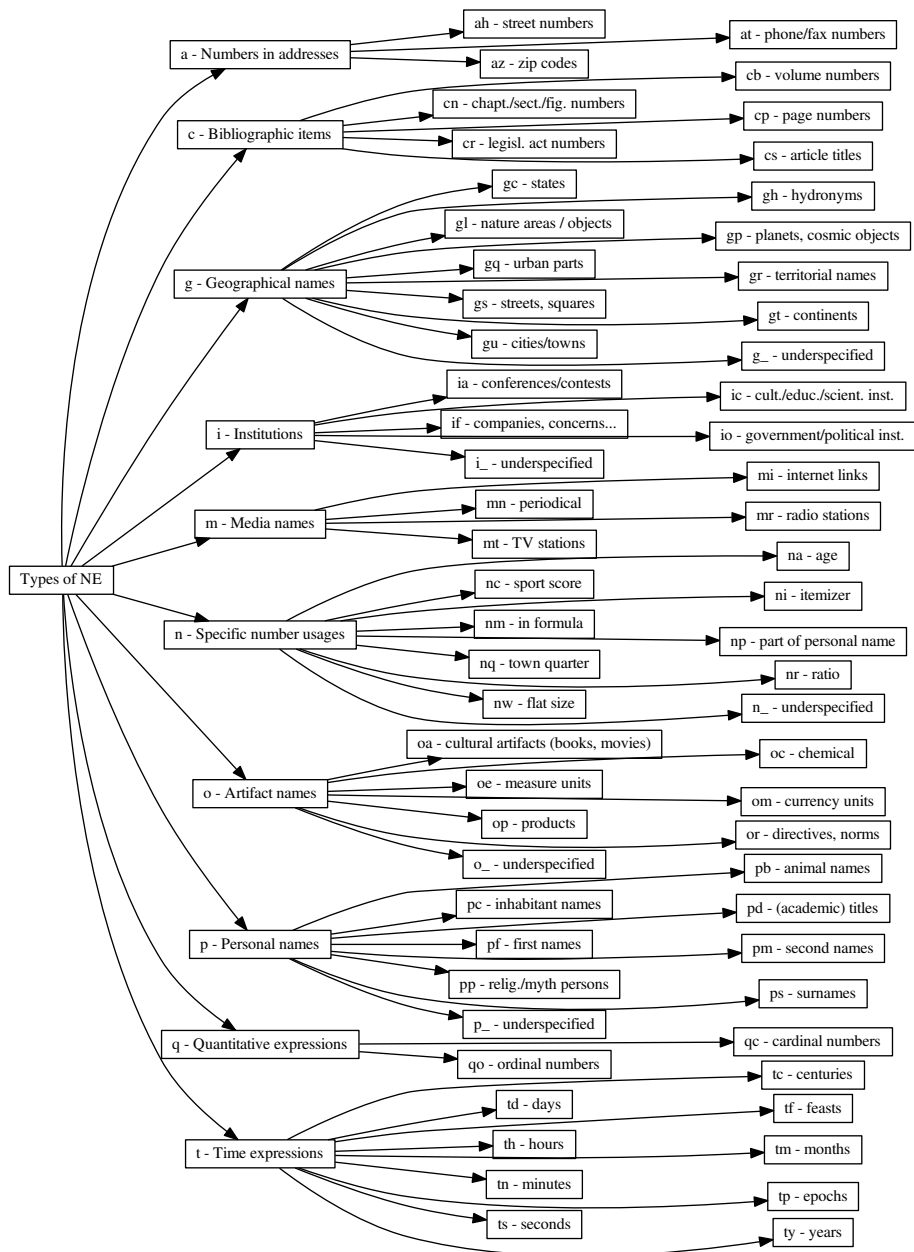 Types of NE
a - Numbers in addresses
ah - street numbers
at - phone/fax numbers
az - zip codes
c - Bibliographic items
cb - volume numbers
cn - chapt./sect./fig. numbers
cp - page numbers
cr - legisl. act numbers
cs - article titles
g - Geographical names
gc - states
gh - hydronyms
gl - nature areas / objects
gp - planets, cosmic objects
gq - urban parts
gr - territorial names
gs - streets, squares
gt - continents
gu - cities/towns
g_ - underspecified
i - Institutions
ia - conferences/contests
ic - cult./educ./scient. inst.
if - companies, concerns...
io - government/political inst.
i_ - underspecified
m - Media names
mi - internet links
mn - periodical
mr - radio stations
mt - TV stations
n - Specific number usages
na - age
nc - sport score
ni - itemizer
nm - in formula
np - part of personal name
nq - town quarter
nr - ratio
nw - flat size
n_ - underspecified
o - Artifact names
oa - cultural artifacts (books, movies)
oc - chemical
oe - measure units
om - currency units
op - products
or - directives, norms
o_ - underspecified
p - Personal names
pb - animal names
pc - inhabitant names
pd - (academic) titles
pf - first names
pm - second names
pp - relig./myth persons
ps - surnames
p_ - underspecified
q - Quantitative expressions
qc - cardinal numbers
qo - ordinal numbers
t - Time expressions
tc - centuries
td - days
tf - feasts
th - hours
tm - months
tn - minutes
tp - epochs
ts - seconds
ty - years